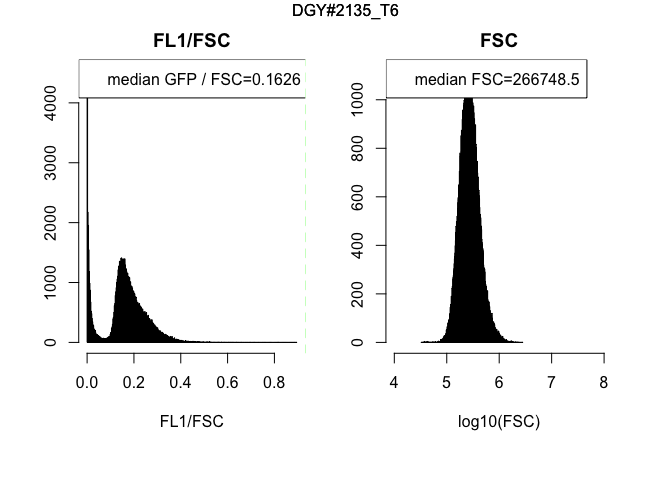 DGY#2135_T6
FL1/FSC
median GFP / FSC=0.1626
0
1000
2000
3000
4000
0.0 0.2 0.4 0.6 0.8
FL1/FSC
FSC
median FSC=266748.5
0
200
400
600
800
1000
4 5 6 7 8
log10(FSC)